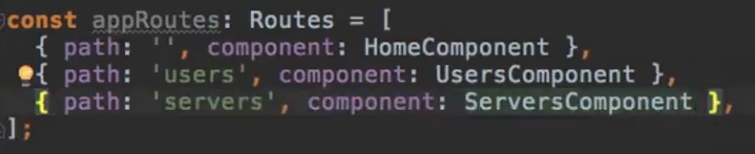 const appRoutes: Routes = [
{ path: '', component: HomeComponent },
{ path: 'users', component: UsersComponent },
{ path: 'servers', component: ServersComponent },
];